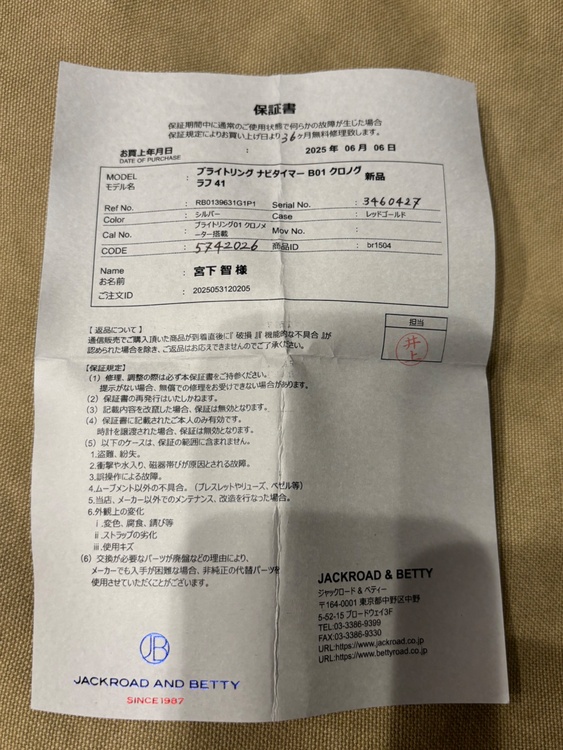 保証書
保証期間中に通常のご使用状態で何らかの故障が生じた場合
保証規定によりお買い上げ日より36ヶ月無料修理致します。
お買上年月日 : 2025 年 06 月 06 日
DATE OF PURCHASE
MODEL : ブライトリング ナビタイマー B01 クロノグ 新品
モデル名 ラフ 41
Ref No. : RB0139631G1P1 Serial No. : 3460427
Color : シルバー Case : レッドゴールド
Cal No. : ブライトリング01 クロノメ Mov No. :
ーター搭載
CODE : 5742026 商品ID : br1504
Name : 宮下 智 様
お名前
ご注文ID : 2025053120205
担当
井上
【 返品について 】
通信販売でご購入頂いた商品が到着直後に『 破損 』『 機能的な不具合 』が
認められた場合を除き、ご返品はお応えできませんのでご了承ください。
【保証規定】
（1）修理、調整の際は必ず本保証書をご持参ください。
提示がない場合、無償での修理をお受けできない場合があります。
（2）保証書の再発行はいたしかねます。
（3）記載内容を改竄した場合、保証は無効となります。
（4）保証書に記載されたご本人のみ有効です。
時計を譲渡された場合、保証は無効となります。
（5）以下のケースは、保証の範囲に含まれません。
1.盗難、紛失。
2.衝撃や水入り、磁器帯びが原因とされる故障。
3.誤操作による故障。
4.ムーブメント以外の不具合。（ブレスレットやリューズ、ベゼル等）
5.当店、メーカー以外でのメンテナンス、改造を行なった場合。
6.外観上の変化
ⅰ.変色、腐食、錆び等
ⅱ.ストラップの劣化
ⅲ.使用キズ
（6）交換が必要なパーツが廃盤などの理由により、
メーカーでも入手が困難な場合、非純正の代替パーツを
使用させていただくことがございます。
JACKROAD & BETTY
ジャックロード & ベティー
〒164-0001 東京都中野区中野
5-52-15 ブロードウェイ3F
TEL:03-3386-9399
FAX:03-3386-9330
URL:https://www.jackroad.co.jp
URL:https://www.bettyroad.co.jp
JB
JACKROAD AND BETTY
SINCE 1987